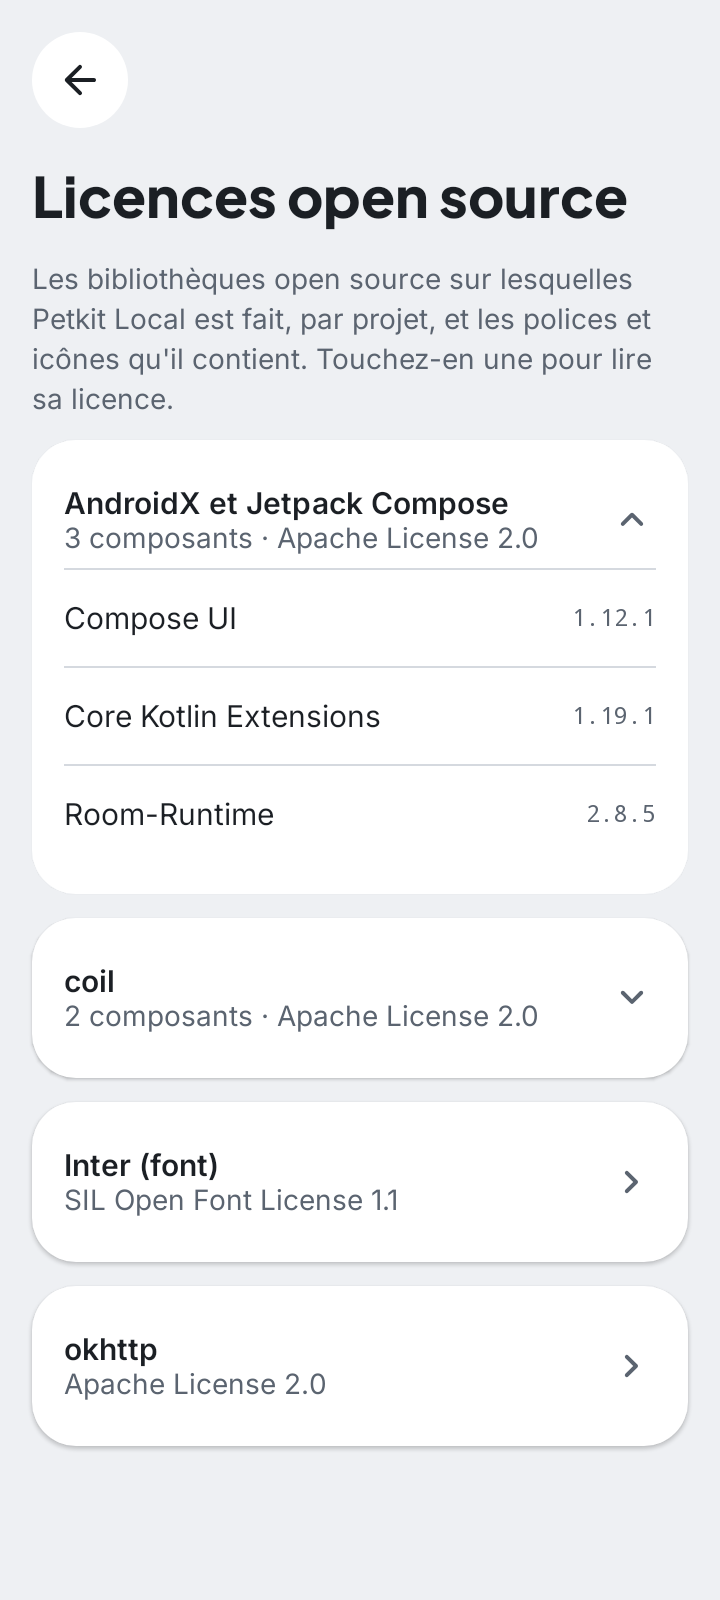 Licences open source
Les bibliothèques open source sur lesquelles
Petkit Local est fait, par projet, et les polices et
icônes qu'il contient. Touchez-en une pour lire
sa licence.
AndroidX et Jetpack Compose
3 composants · Apache License 2.0
Compose UI 1.12.1
Core Kotlin Extensions 1.19.1
Room-Runtime 2.8.5
coil
2 composants · Apache License 2.0
Inter (font)
SIL Open Font License 1.1
okhttp
Apache License 2.0